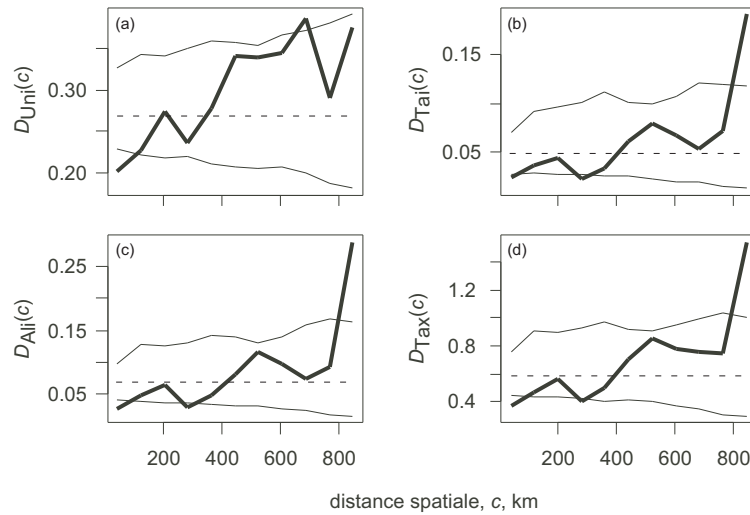 (a)
D_Uni(c)
0.30
0.20
(b)
D_Tai(c)
0.15
0.05
(c)
D_Ali(c)
0.25
0.15
0.05
200 400 600 800
(d)
D_Tax(c)
1.2
0.8
0.4
200 400 600 800
distance spatiale, c, km